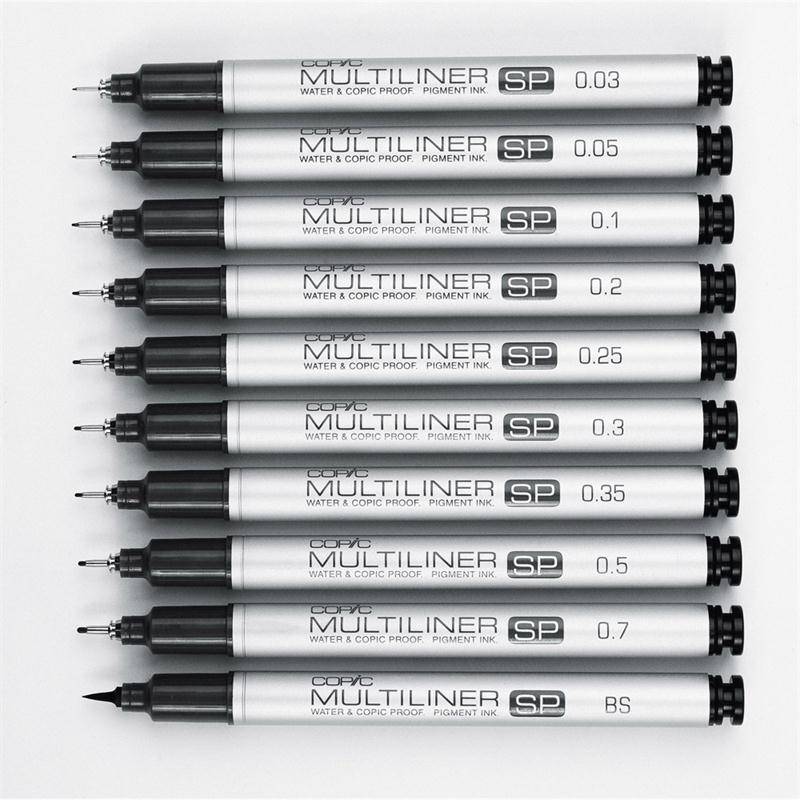 COPIC
MULTILINER SP 0.03
WATER & COPIC PROOF. PIGMENT INK.
COPIC
MULTILINER SP 0.05
WATER & COPIC PROOF. PIGMENT INK.
COPIC
MULTILINER SP 0.1
WATER & COPIC PROOF. PIGMENT INK.
COPIC
MULTILINER SP 0.2
WATER & COPIC PROOF. PIGMENT INK.
COPIC
MULTILINER SP 0.25
WATER & COPIC PROOF. PIGMENT INK.
COPIC
MULTILINER SP 0.3
WATER & COPIC PROOF. PIGMENT INK.
COPIC
MULTILINER SP 0.35
WATER & COPIC PROOF. PIGMENT INK.
COPIC
MULTILINER SP 0.5
WATER & COPIC PROOF. PIGMENT INK.
COPIC
MULTILINER SP 0.7
WATER & COPIC PROOF. PIGMENT INK.
COPIC
MULTILINER SP BS
WATER & COPIC PROOF. PIGMENT INK.